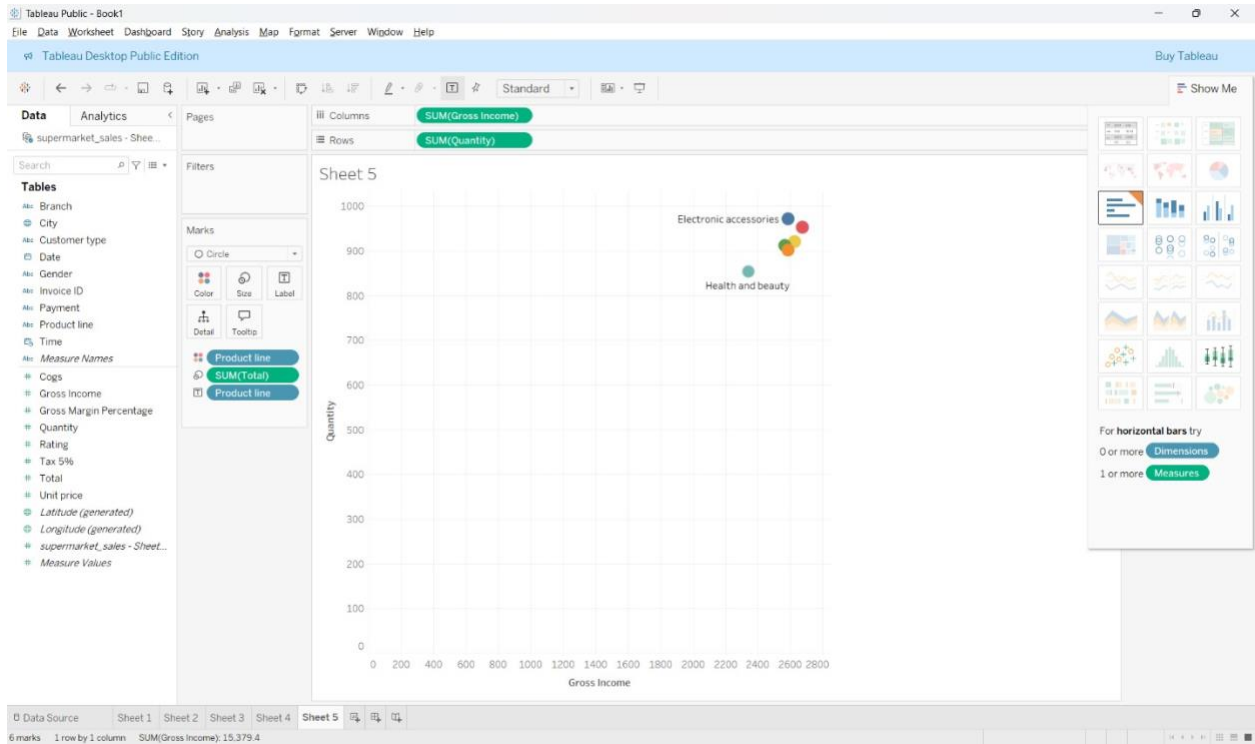 Tableau Public - Book1
File Data Worksheet Dashboard Story Analysis Map Format Server Window Help
Tableau Desktop Public Edition
Buy Tableau
Standard
Show Me
Data
Analytics
supermarket_sales - Shee...
Search
Tables
Abc Branch
City
Abc Customer type
Date
Abc Gender
Abc Invoice ID
Abc Payment
Abc Product line
Time
Abc Measure Names
# Cogs
# Gross Income
# Gross Margin Percentage
# Quantity
# Rating
# Tax 5%
# Total
# Unit price
Latitude (generated)
Longitude (generated)
# supermarket_sales - Sheet...
# Measure Values
Pages
Filters
Marks
Circle
Color
Size
Label
Detail
Tooltip
Product line
SUM(Total)
Product line
Columns
SUM(Gross Income)
Rows
SUM(Quantity)
Sheet 5
1000
900
800
700
600
500
400
300
200
100
0
Quantity
Electronic accessories
Health and beauty
0 200 400 600 800 1000 1200 1400 1600 1800 2000 2200 2400 2600 2800
Gross Income
For horizontal bars try
0 or more Dimensions
1 or more Measures
Data Source
Sheet 1
Sheet 2
Sheet 3
Sheet 4
Sheet 5
6 marks 1 row by 1 column SUM(Gross Income): 15,379.4